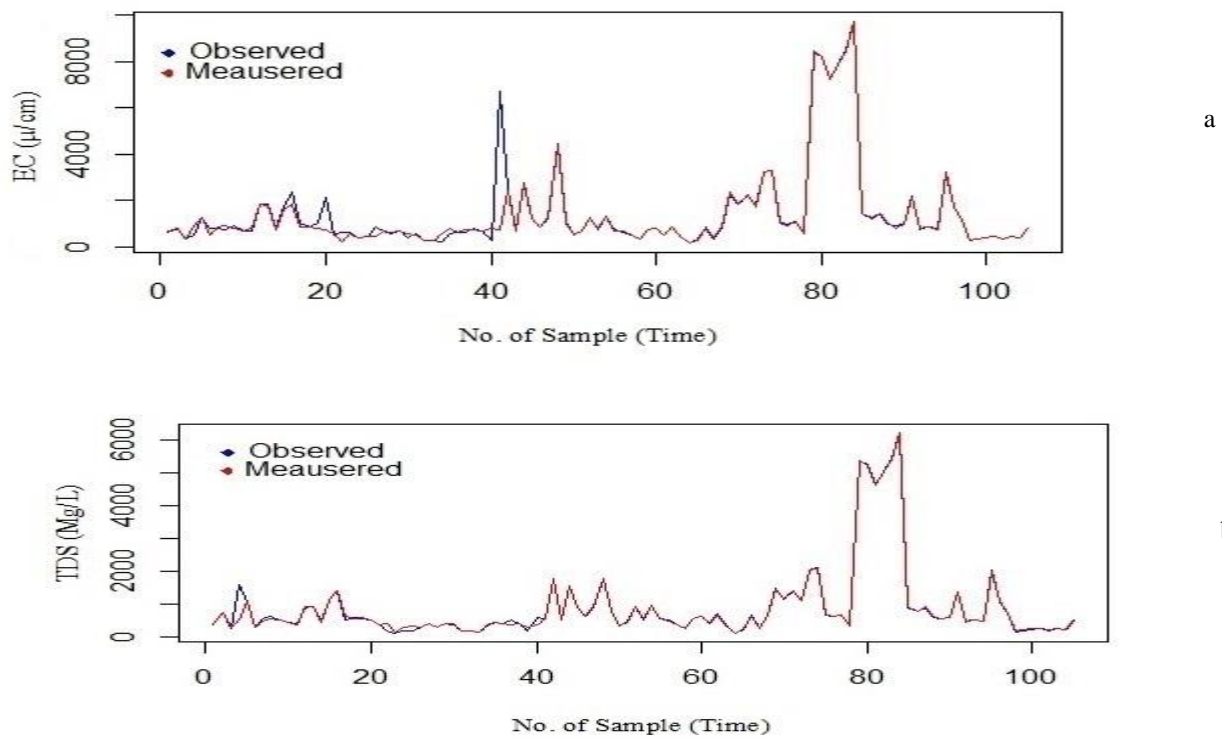 Observed
Meausered
EC (μ/cm)
0 4000 8000
a
0 20 40 60 80 100
No. of Sample (Time)
Observed
Meausered
TDS (Mg/L)
0 2000 4000 6000
0 20 40 60 80 100
No. of Sample (Time)